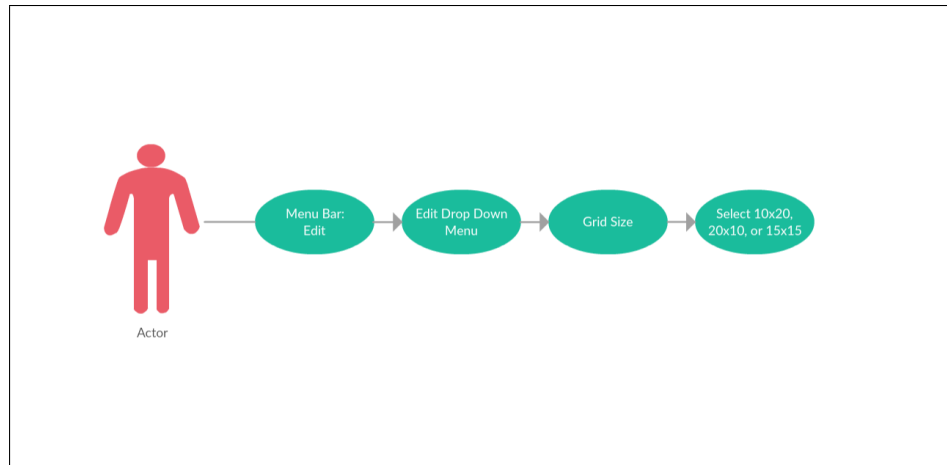 Menu Bar:
Edit
Edit Drop Down
Menu
Grid Size
Select 10x20,
20x10, or 15x15
Actor